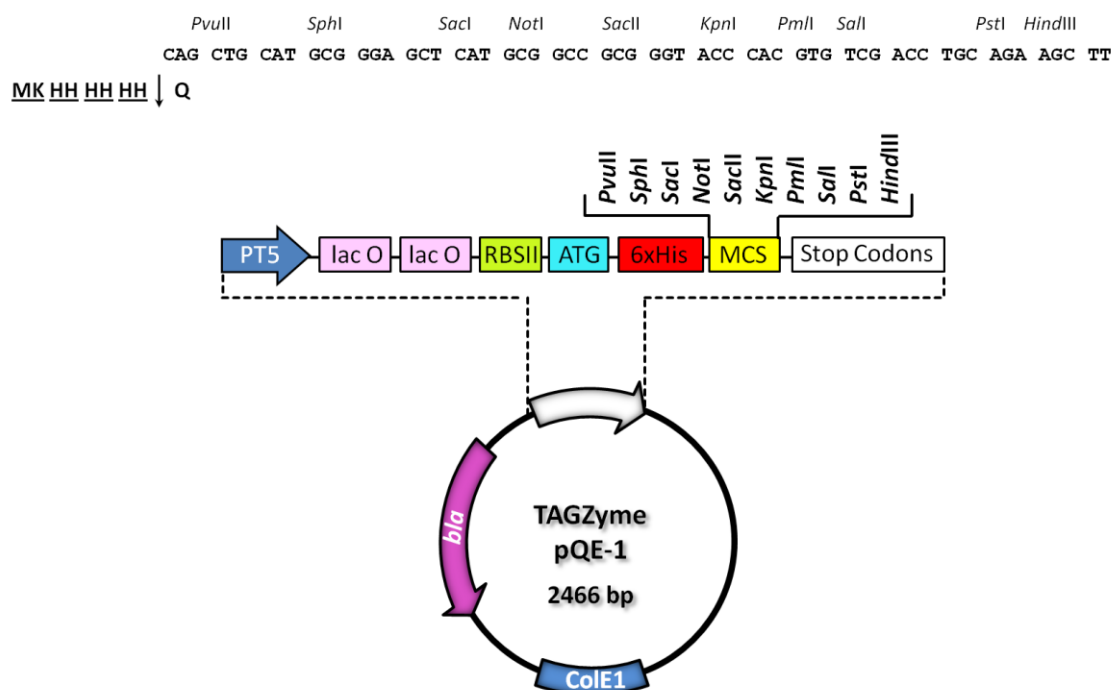 PvuII SphI SacI NotI SacII KpnI PmlI SalI PstI HindIII
CAG CTG CAT GCG GGA GCT CAT GCG GCC GCG GGT ACC CAC GTG TCG ACC TGC AGA AGC TT
MK HH HH HH Q
PvuII
SphI
SacI
NotI
SacII
KpnI
PmlI
SalI
PstI
HindIII
PT5 lac O lac O RBSII ATG 6xHis MCS Stop Codons
bla
TAGZyme
pQE-1
2466 bp
ColE1